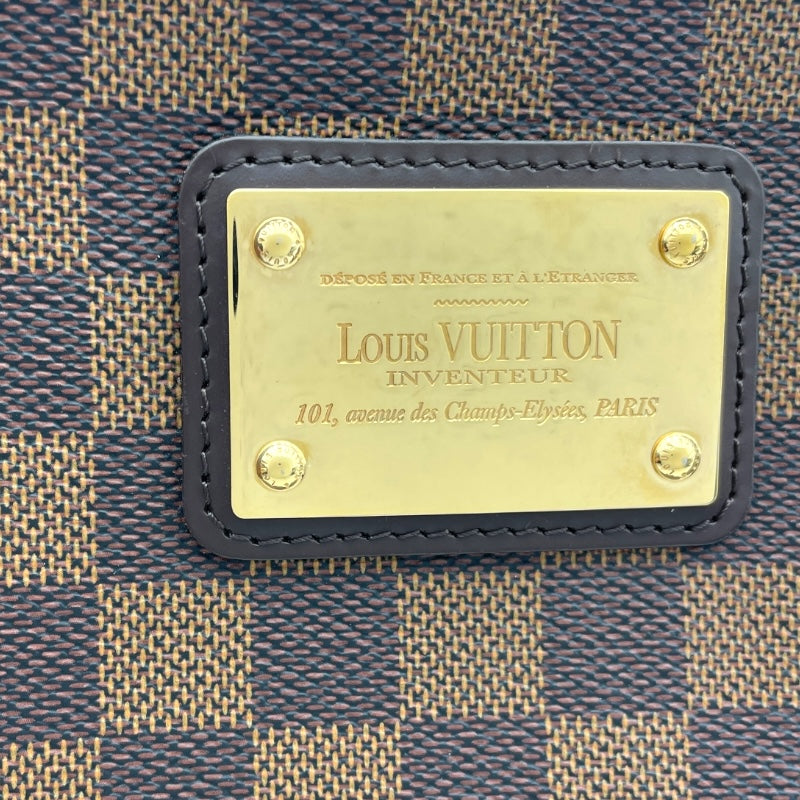 DÉPOSÉ EN FRANCE ET À L'ETRANGER
LOUIS VUITTON
INVENTEUR
101, avenue des Champs-Elysées, PARIS